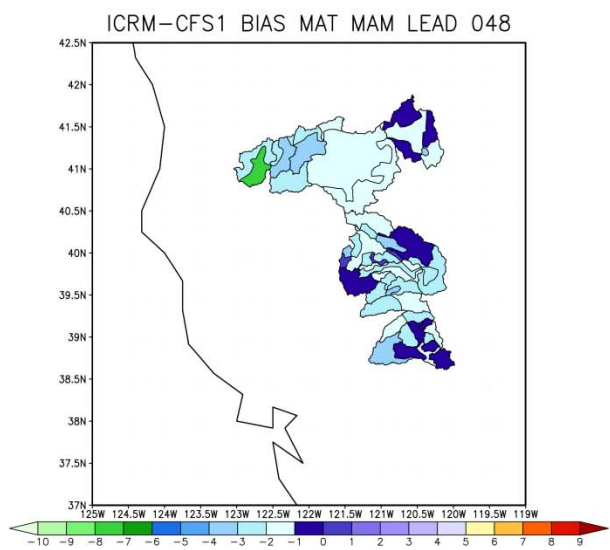 ICRM-CFS1 BIAS MAT MAM LEAD 048
42.5N
42N
41.5N
41N
40.5N
40N
39.5N
39N
38.5N
38N
37.5N
37N
125W 124.5W 124W 123.5W 123W 122.5W 122W 121.5W 121W 120.5W 120W 119.5W 119W
-10 -9 -8 -7 -6 -5 -4 -3 -2 -1 0 1 2 3 4 5 6 7 8 9